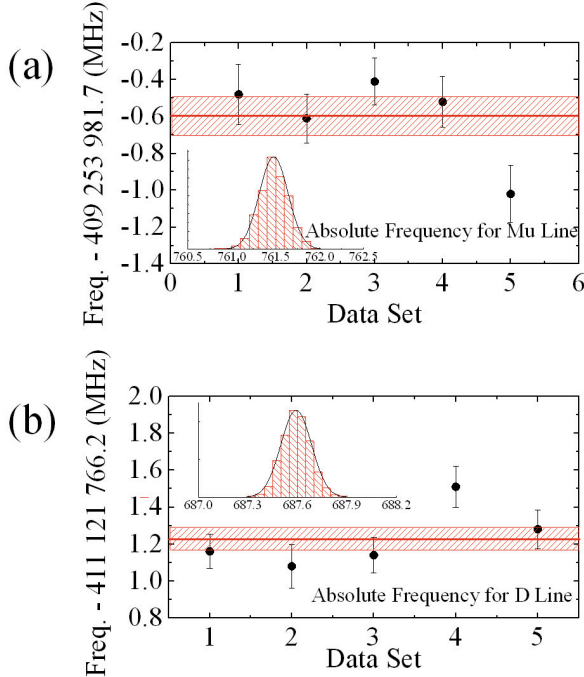 (a)
Freq. - 409 253 981.7 (MHz)
-0.2
-0.4
-0.6
-0.8
-1.0
-1.2
-1.4
760.5 761.0 761.5 762.0 762.5
Absolute Frequency for Mu Line
0 1 2 3 4 5 6
Data Set
(b)
Freq. - 411 121 766.2 (MHz)
2.0
1.8
1.6
1.4
1.2
1.0
0.8
687.0 687.3 687.6 687.9 688.2
Absolute Frequency for D Line
1 2 3 4 5
Data Set